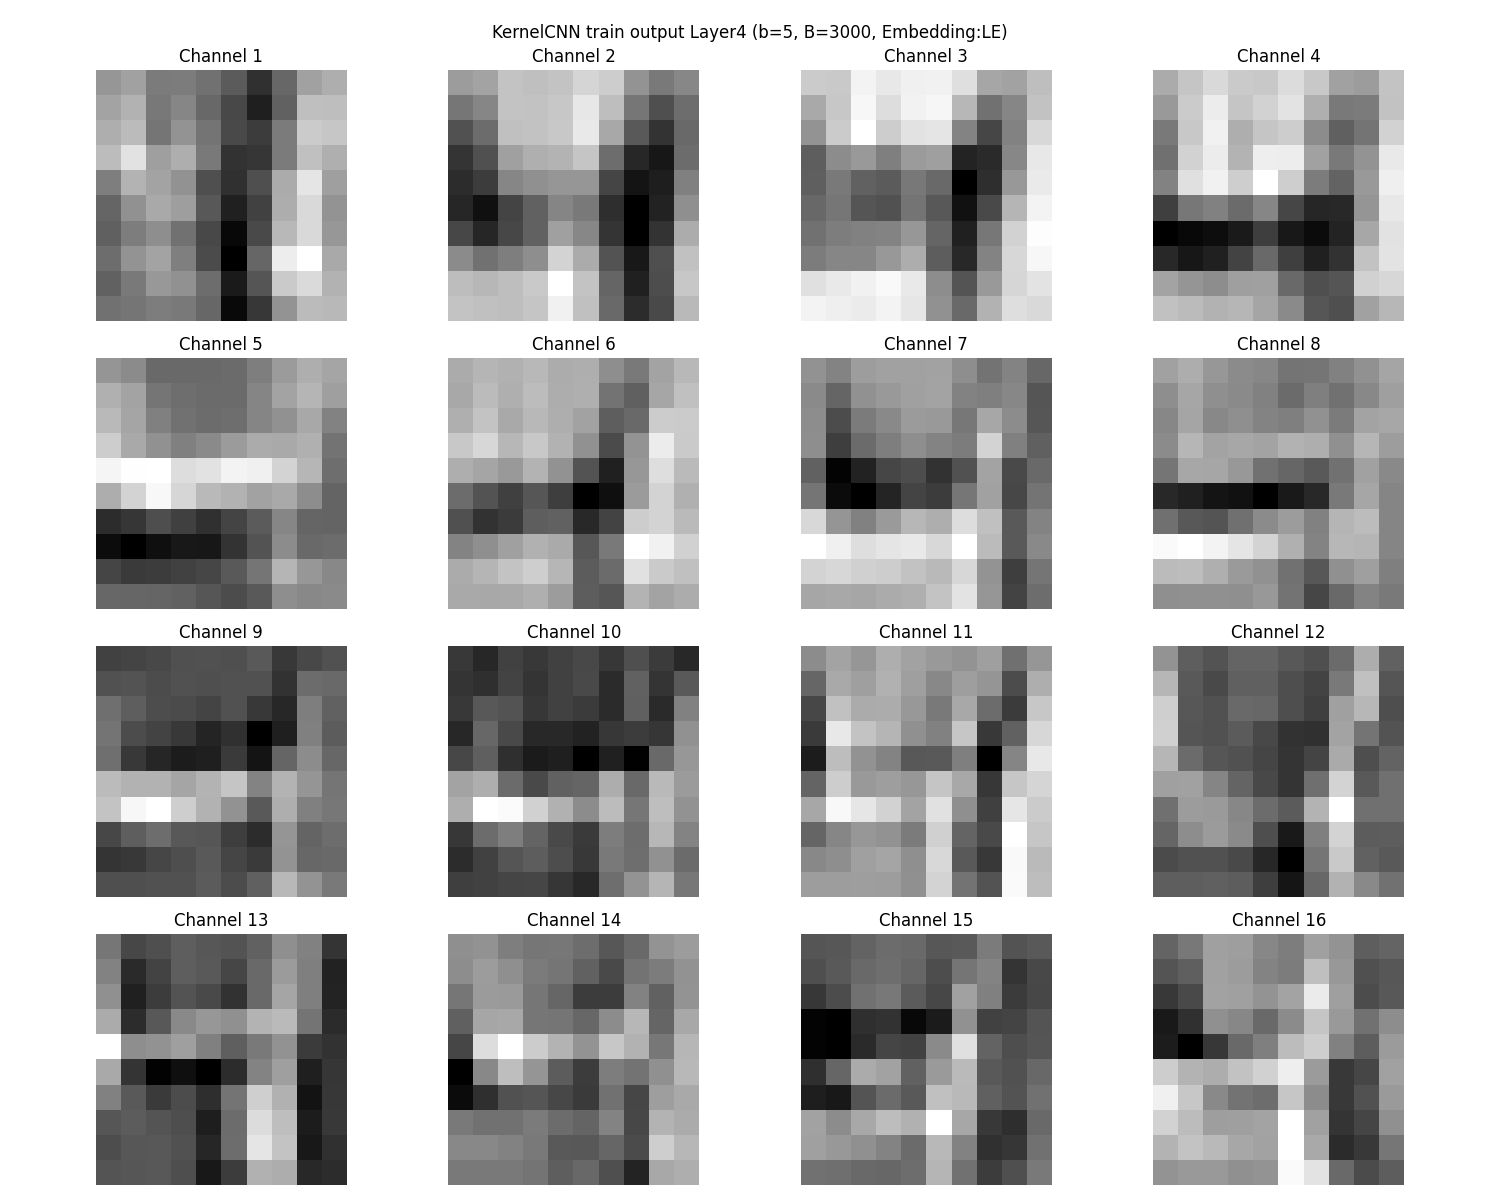 KernelCNN train output Layer4 (b=5, B=3000, Embedding:LE)
Channel 1
Channel 2
Channel 3
Channel 4
Channel 5
Channel 6
Channel 7
Channel 8
Channel 9
Channel 10
Channel 11
Channel 12
Channel 13
Channel 14
Channel 15
Channel 16